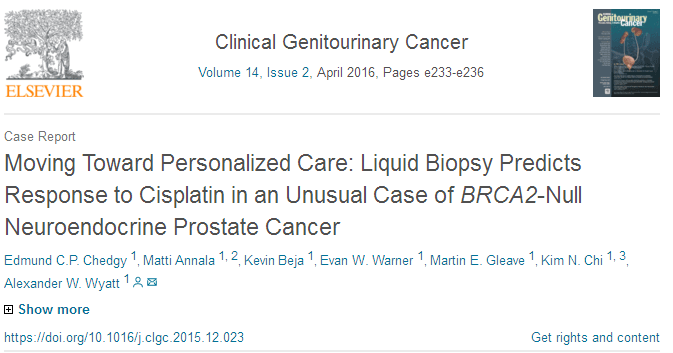 Clinical Genitourinary Cancer
Volume 14, Issue 2, April 2016, Pages e233-e236
ELSEVIER
Clinical
Genitourinary
Cancer
Case Report
Moving Toward Personalized Care: Liquid Biopsy Predicts
Response to Cisplatin in an Unusual Case of BRCA2-Null
Neuroendocrine Prostate Cancer
Edmund C.P. Chedgy 1, Matti Annala 1, 2, Kevin Beja 1, Evan W. Warner 1, Martin E. Gleave 1, Kim N. Chi 1, 3,
Alexander W. Wyatt 1
Show more
https://doi.org/10.1016/j.clgc.2015.12.023
Get rights and content